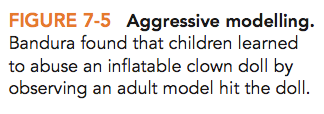 FIGURE 7-5 Aggressive modelling.
Bandura found that children learned
to abuse an inflatable clown doll by
observing an adult model hit the doll.